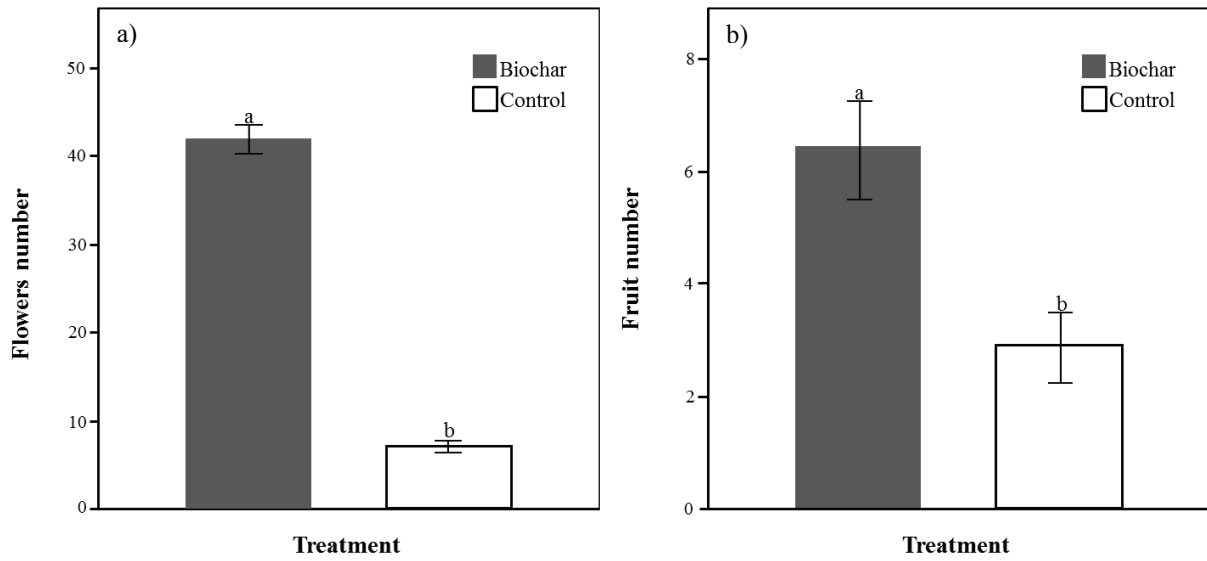 a)
Biochar
Control
50
40
30
20
10
0
a
b
Flowers number
Treatment
b)
Biochar
Control
8
6
4
2
0
a
b
Fruit number
Treatment